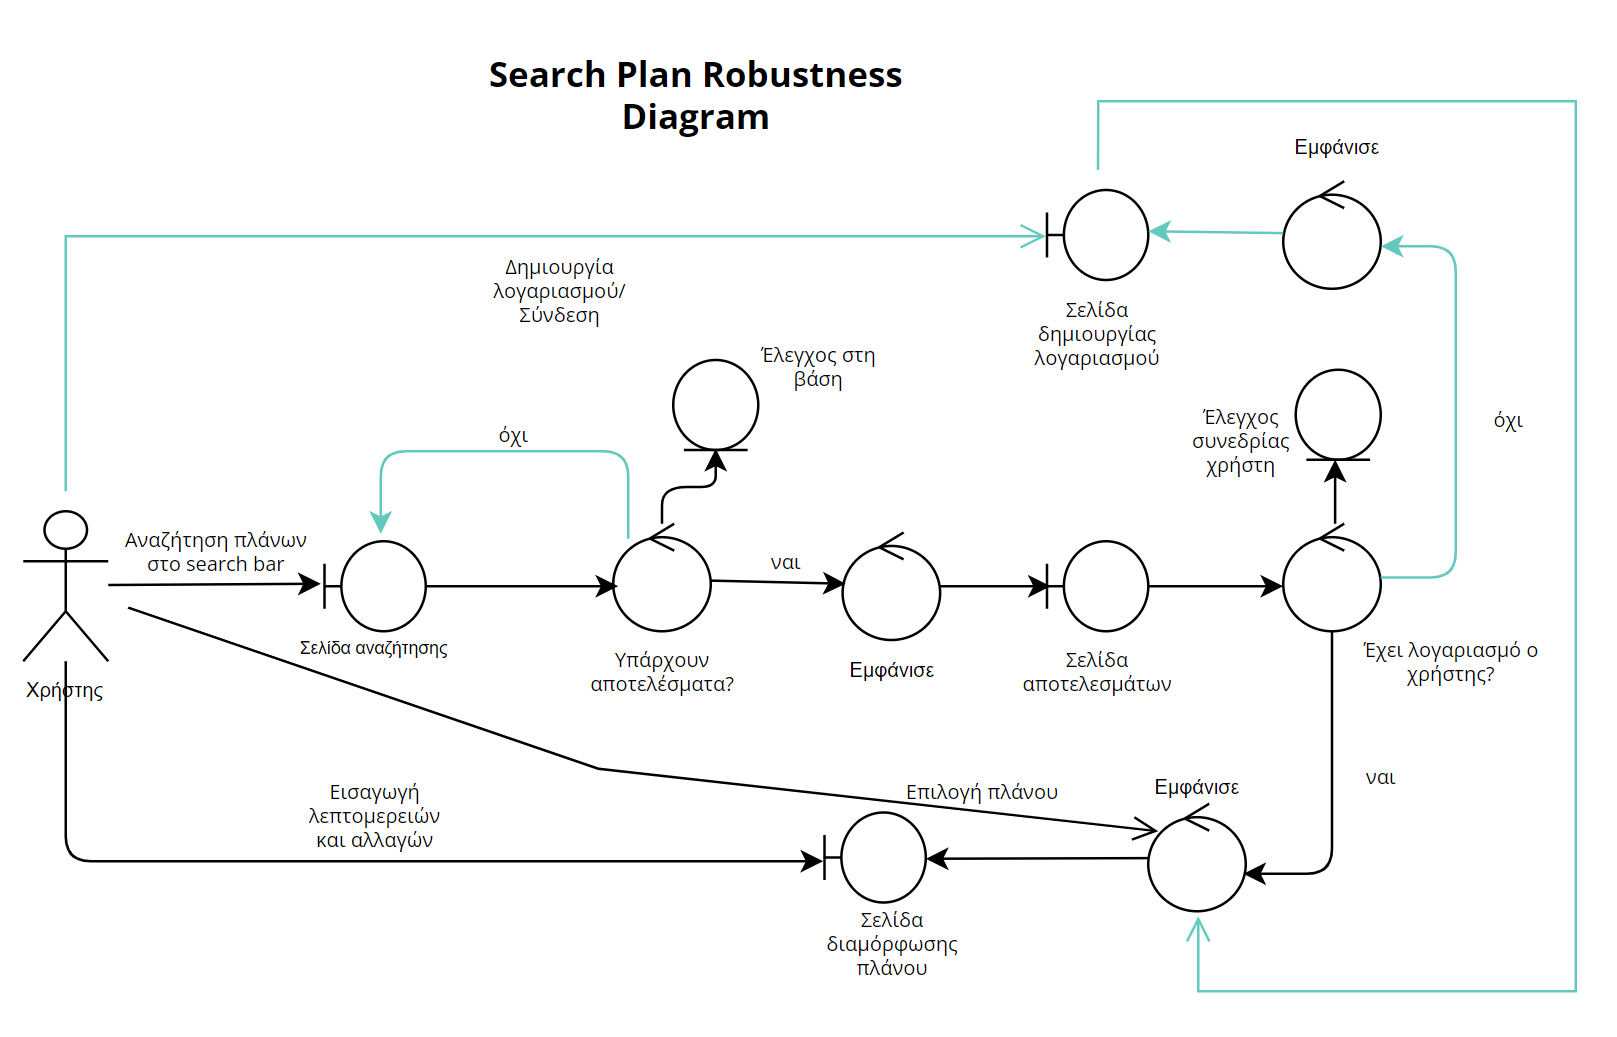 Search Plan Robustness
Diagram
Εμφάνισε
Δημιουργία
λογαριασμού/
Σύνδεση
Σελίδα
δημιουργίας
λογαριασμού
Έλεγχος στη
βάση
Έλεγχος
συνεδρίας
χρήστη
όχι
όχι
Αναζήτηση πλάνων
στο search bar
ναι
Σελίδα αναζήτησης
Υπάρχουν
αποτελέσματα?
Εμφάνισε
Σελίδα
αποτελεσμάτων
Έχει λογαριασμό ο
χρήστης?
Χρήστης
ναι
Εισαγωγή
λεπτομερειών
και αλλαγών
Επιλογή πλάνου
Εμφάνισε
Σελίδα
διαμόρφωσης
πλάνου